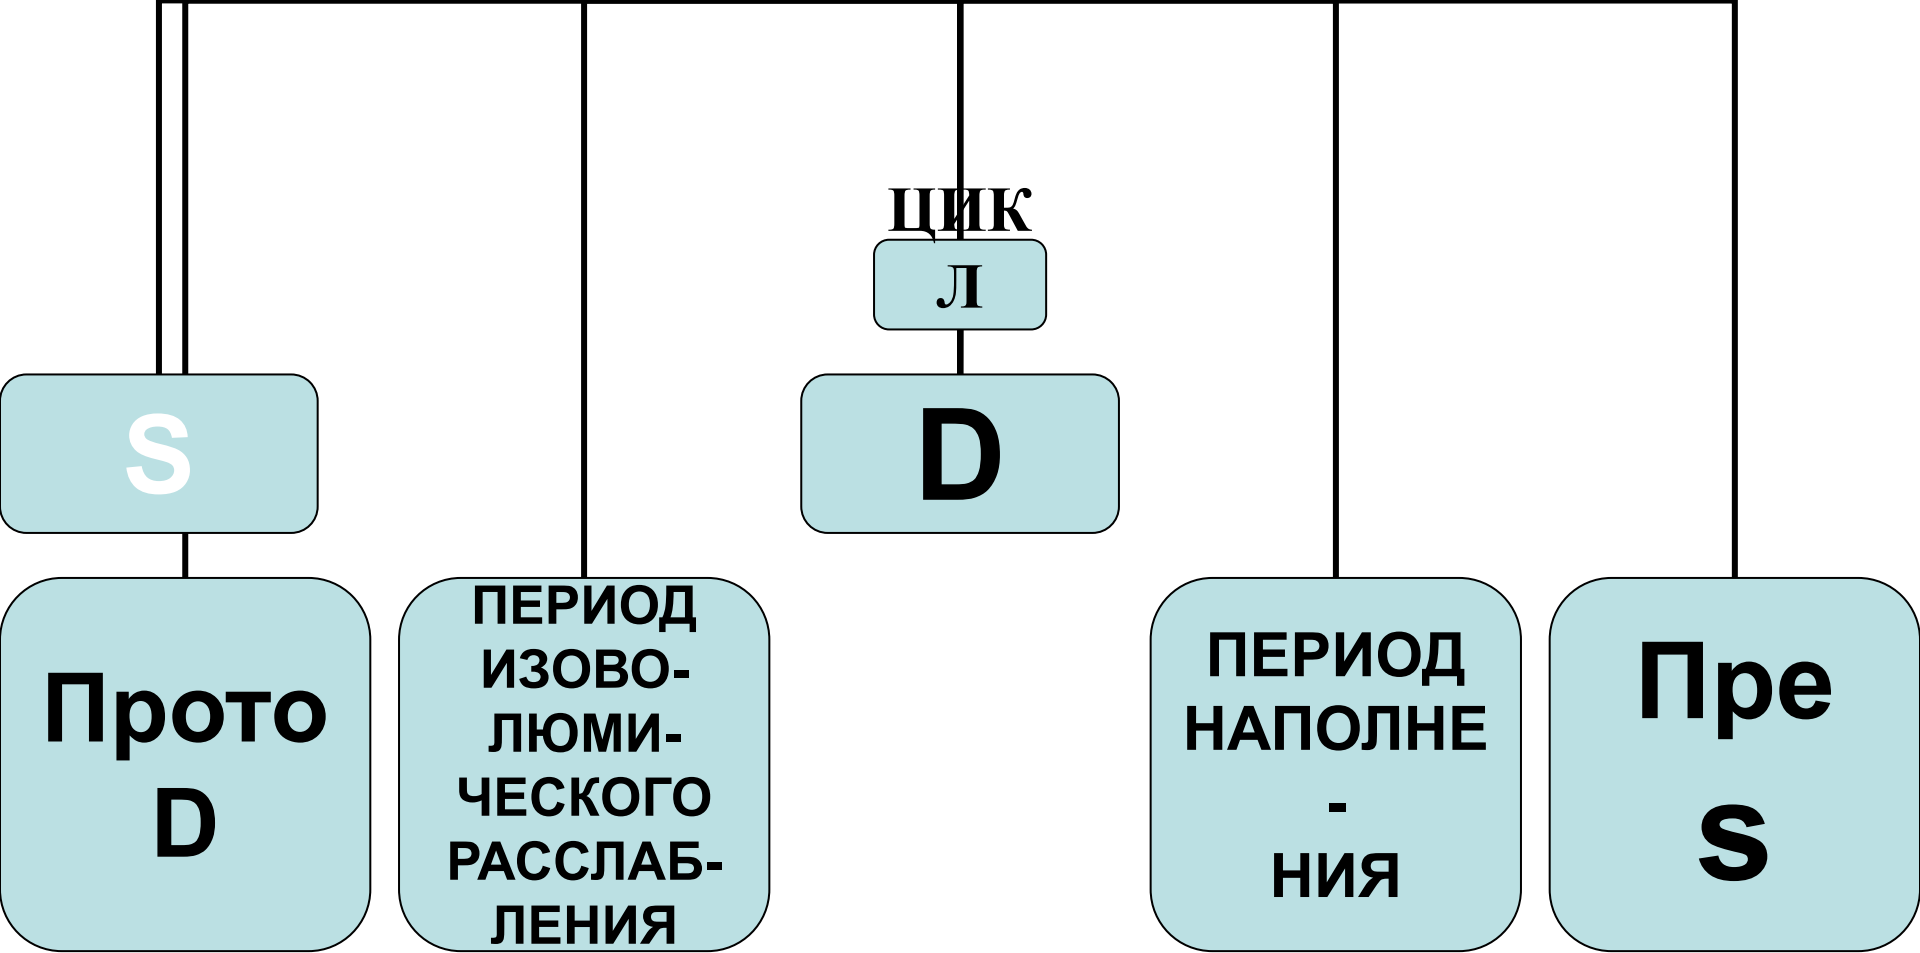 ЦИК
Л
S
D
Прото
D
ПЕРИОД
ИЗОВО-
ЛЮМИ-
ЧЕСКОГО
РАССЛАБ-
ЛЕНИЯ
ПЕРИОД
НАПОЛНЕ
-
НИЯ
Пре
s